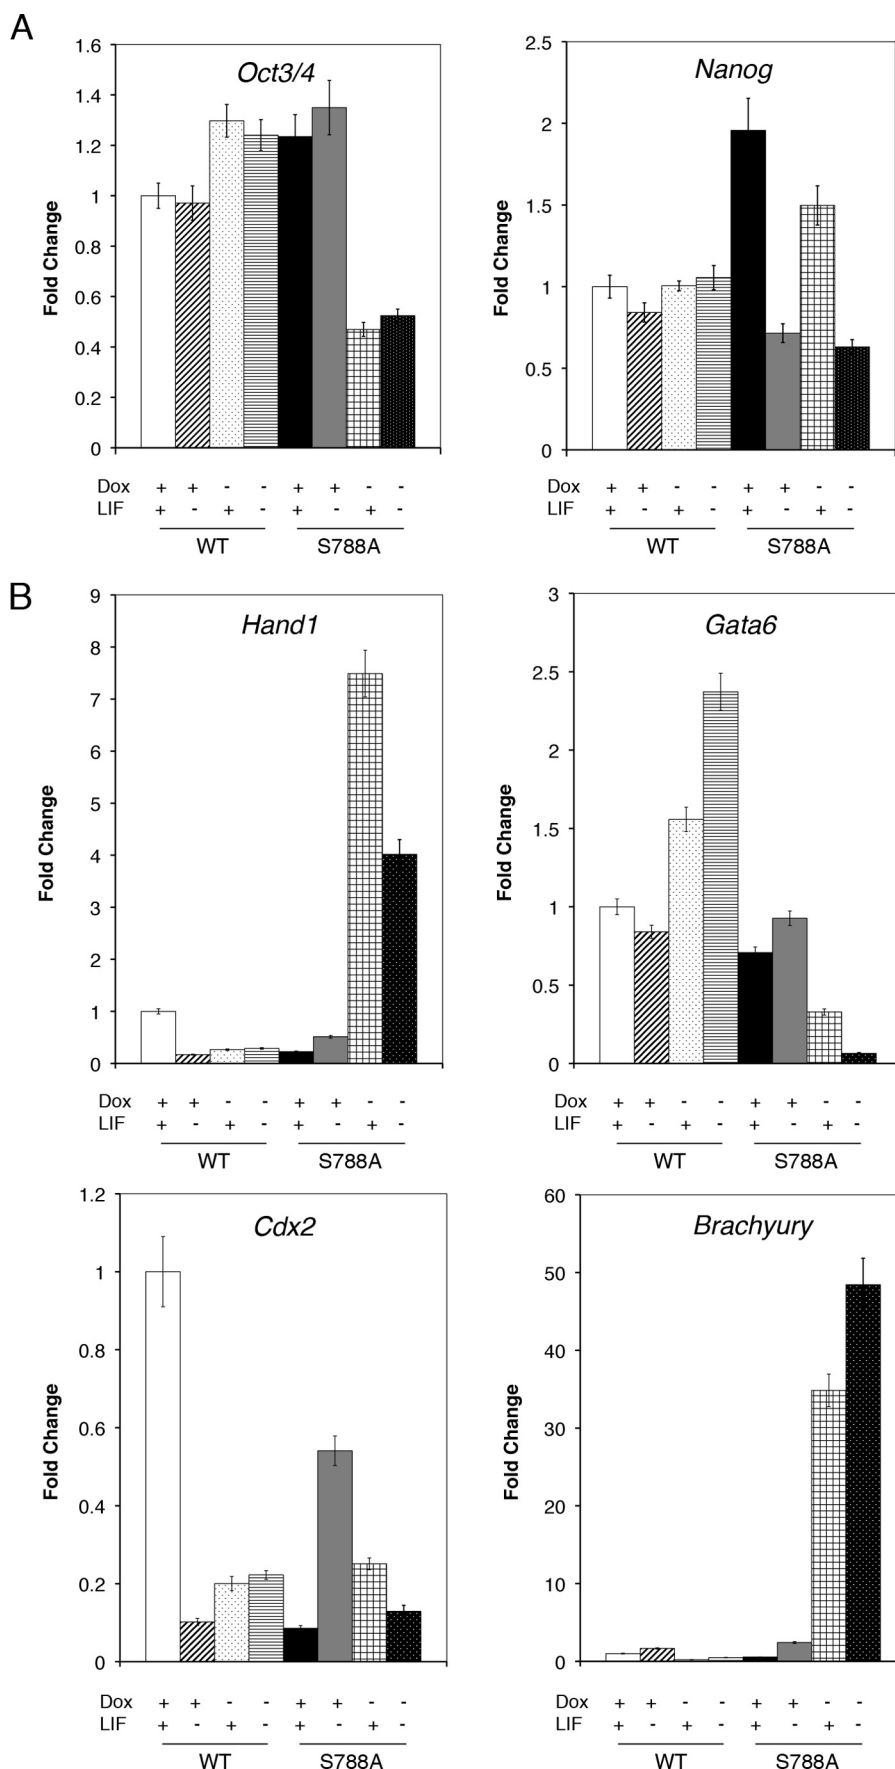 A
Oct3/4
Fold Change
1.6
1.4
1.2
1
0.8
0.6
0.4
0.2
0
Dox + + - - + + - -
LIF + - + - + - + -
WT S788A
Nanog
Fold Change
2.5
2
1.5
1
0.5
0
+ + - - + + - -
+ - + - + - + -
WT S788A
B
Hand1
Fold Change
9
8
7
6
5
4
3
2
1
0
Dox + + - - + + - -
LIF + - + - + - + -
WT S788A
Gata6
Fold Change
3
2.5
2
1.5
1
0.5
0
Dox + + - - + + - -
LIF + - + - + - + -
WT S788A
Cdx2
Fold Change
1.2
1
0.8
0.6
0.4
0.2
0
Dox + + - - + + - -
LIF + - + - + - + -
WT S788A
Brachyury
Fold Change
60
50
40
30
20
10
0
Dox + + - - + + - -
LIF + - + - + - + -
WT S788A